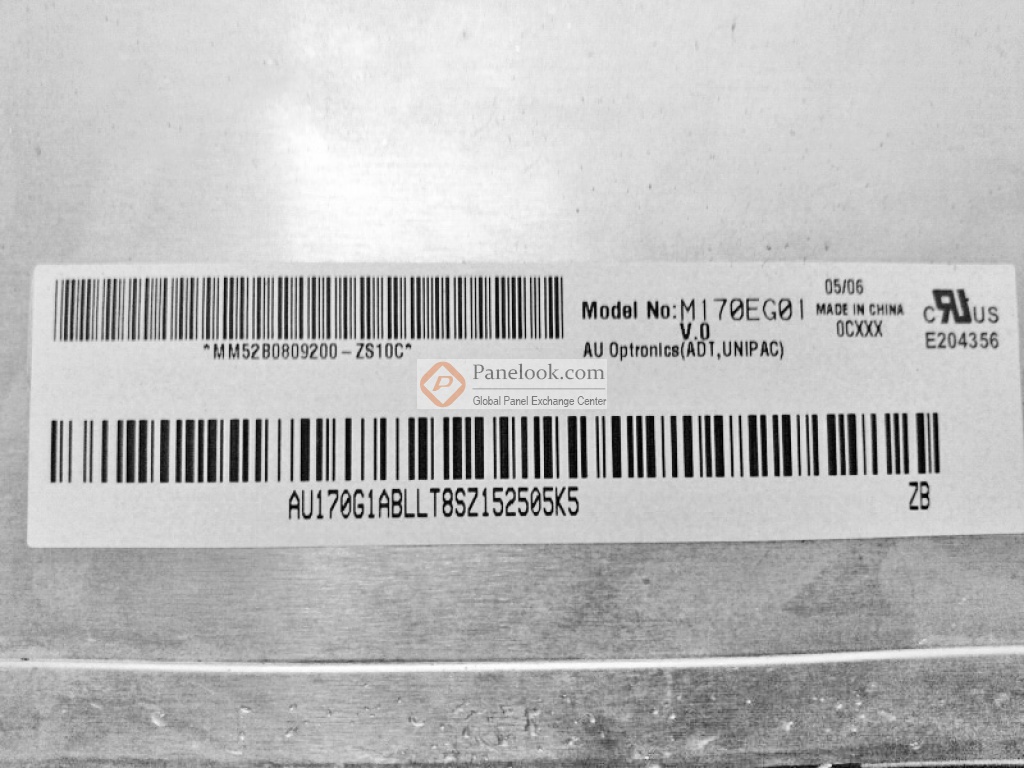 *MM52B0809200-ZS10C*
Model No:M170EG01
V.0
AU Optronics(ADT,UNIPAC)
05/06
MADE IN CHINA
0CXXX
C RU US
E204356
Panelook.com
Global Panel Exchange Center
AU170G1ABLLT8SZ152505K5
ZB